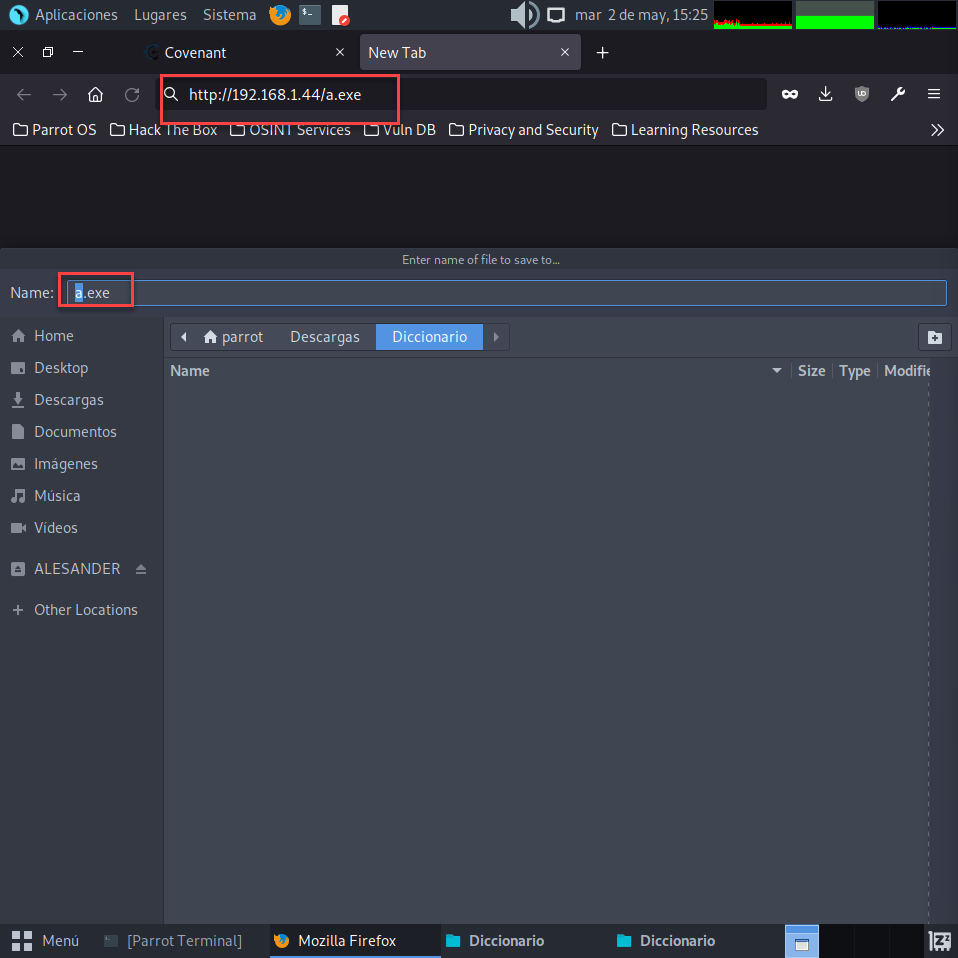 Aplicaciones Lugares Sistema mar 2 de may, 15:25
Covenant New Tab
http://192.168.1.44/a.exe
Parrot OS Hack The Box OSINT Services Vuln DB Privacy and Security Learning Resources
Enter name of file to save to...
Name: a.exe
Home parrot Descargas Diccionario
Desktop Name Size Type Modifie
Descargas
Documentos
Imágenes
Música
Vídeos
ALESANDER
Other Locations
Menú [Parrot Terminal] Mozilla Firefox Diccionario Diccionario